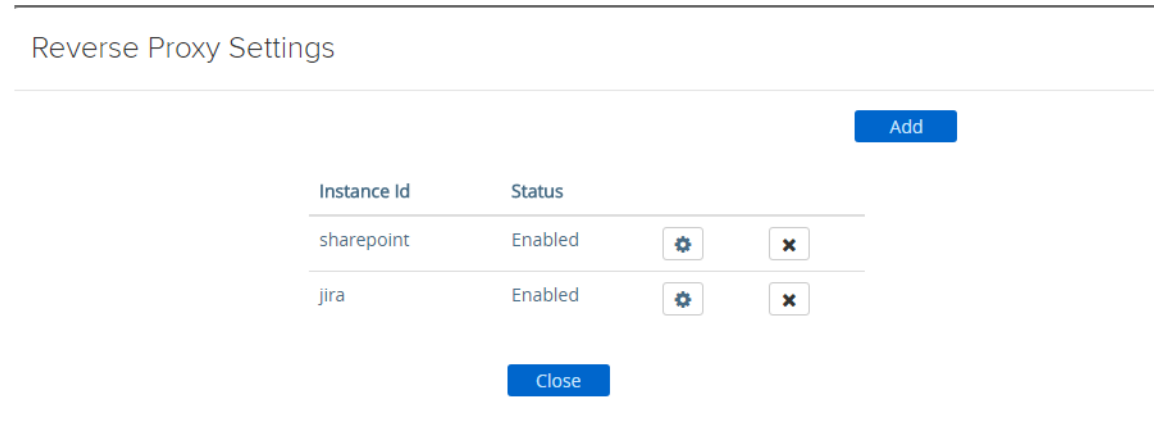 Reverse Proxy Settings
Add
Instance Id Status
sharepoint Enabled
jira Enabled
Close